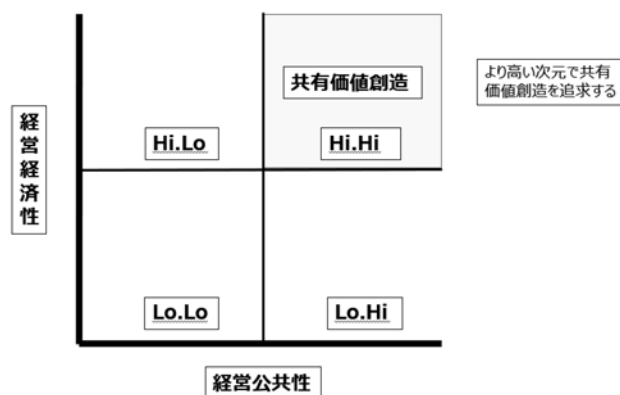 共有価値創造
より高い次元で共有
価値創造を追求する
経営経済性
Hi.Lo
Hi.Hi
Lo.Lo
Lo.Hi
経営公共性